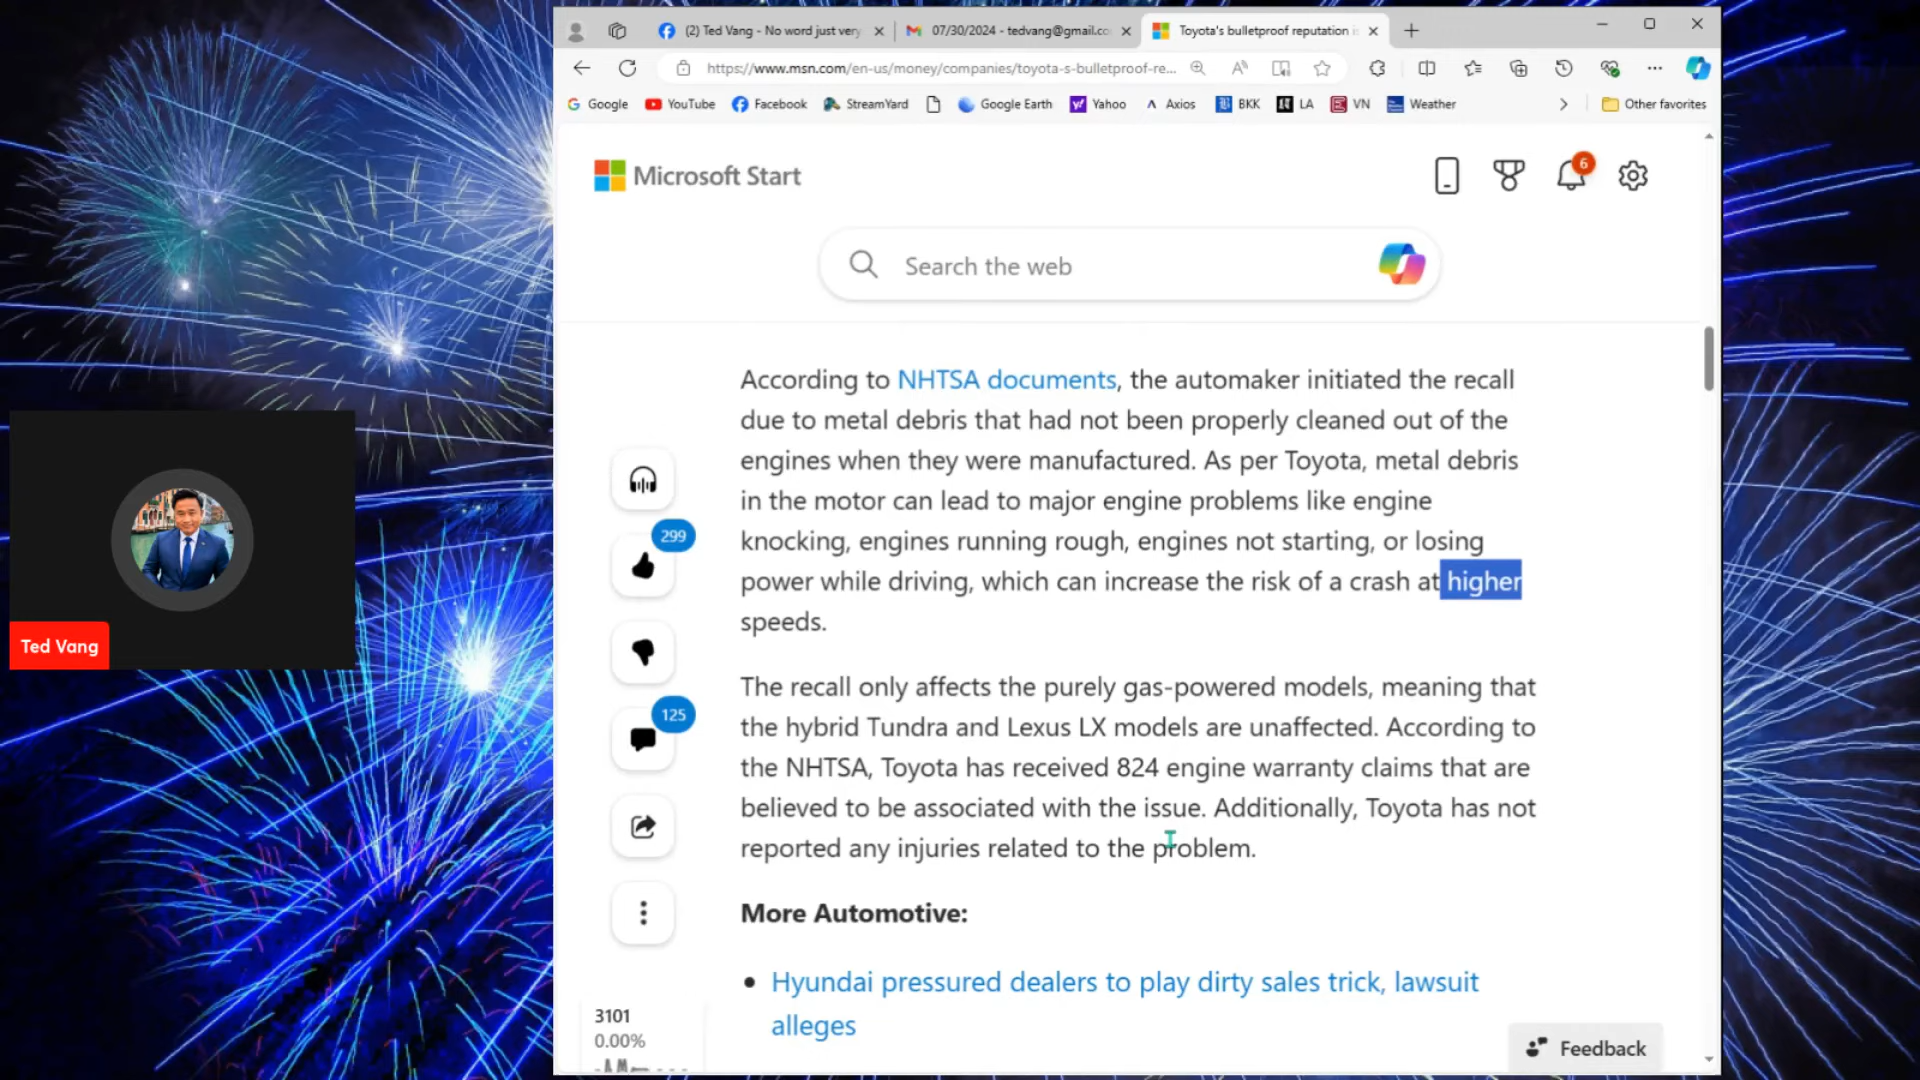 (2) Ted Vang - No word just very
07/30/2024 - tedvang@gmail.co
Toyota's bulletproof reputation i
https://www.msn.com/en-us/money/companies/toyota-s-bulletproof-re...
Google
YouTube
Facebook
StreamYard
Google Earth
Yahoo
Axios
BKK
LA
VN
Weather
Other favorites
Microsoft Start
6
Search the web
According to NHTSA documents, the automaker initiated the recall
due to metal debris that had not been properly cleaned out of the
engines when they were manufactured. As per Toyota, metal debris
in the motor can lead to major engine problems like engine
knocking, engines running rough, engines not starting, or losing
power while driving, which can increase the risk of a crash at higher
speeds.
299
The recall only affects the purely gas-powered models, meaning that
the hybrid Tundra and Lexus LX models are unaffected. According to
the NHTSA, Toyota has received 824 engine warranty claims that are
believed to be associated with the issue. Additionally, Toyota has not
reported any injuries related to the problem.
125
Ted Vang
More Automotive:
• Hyundai pressured dealers to play dirty sales trick, lawsuit
alleges
3101
0.00%
Feedback